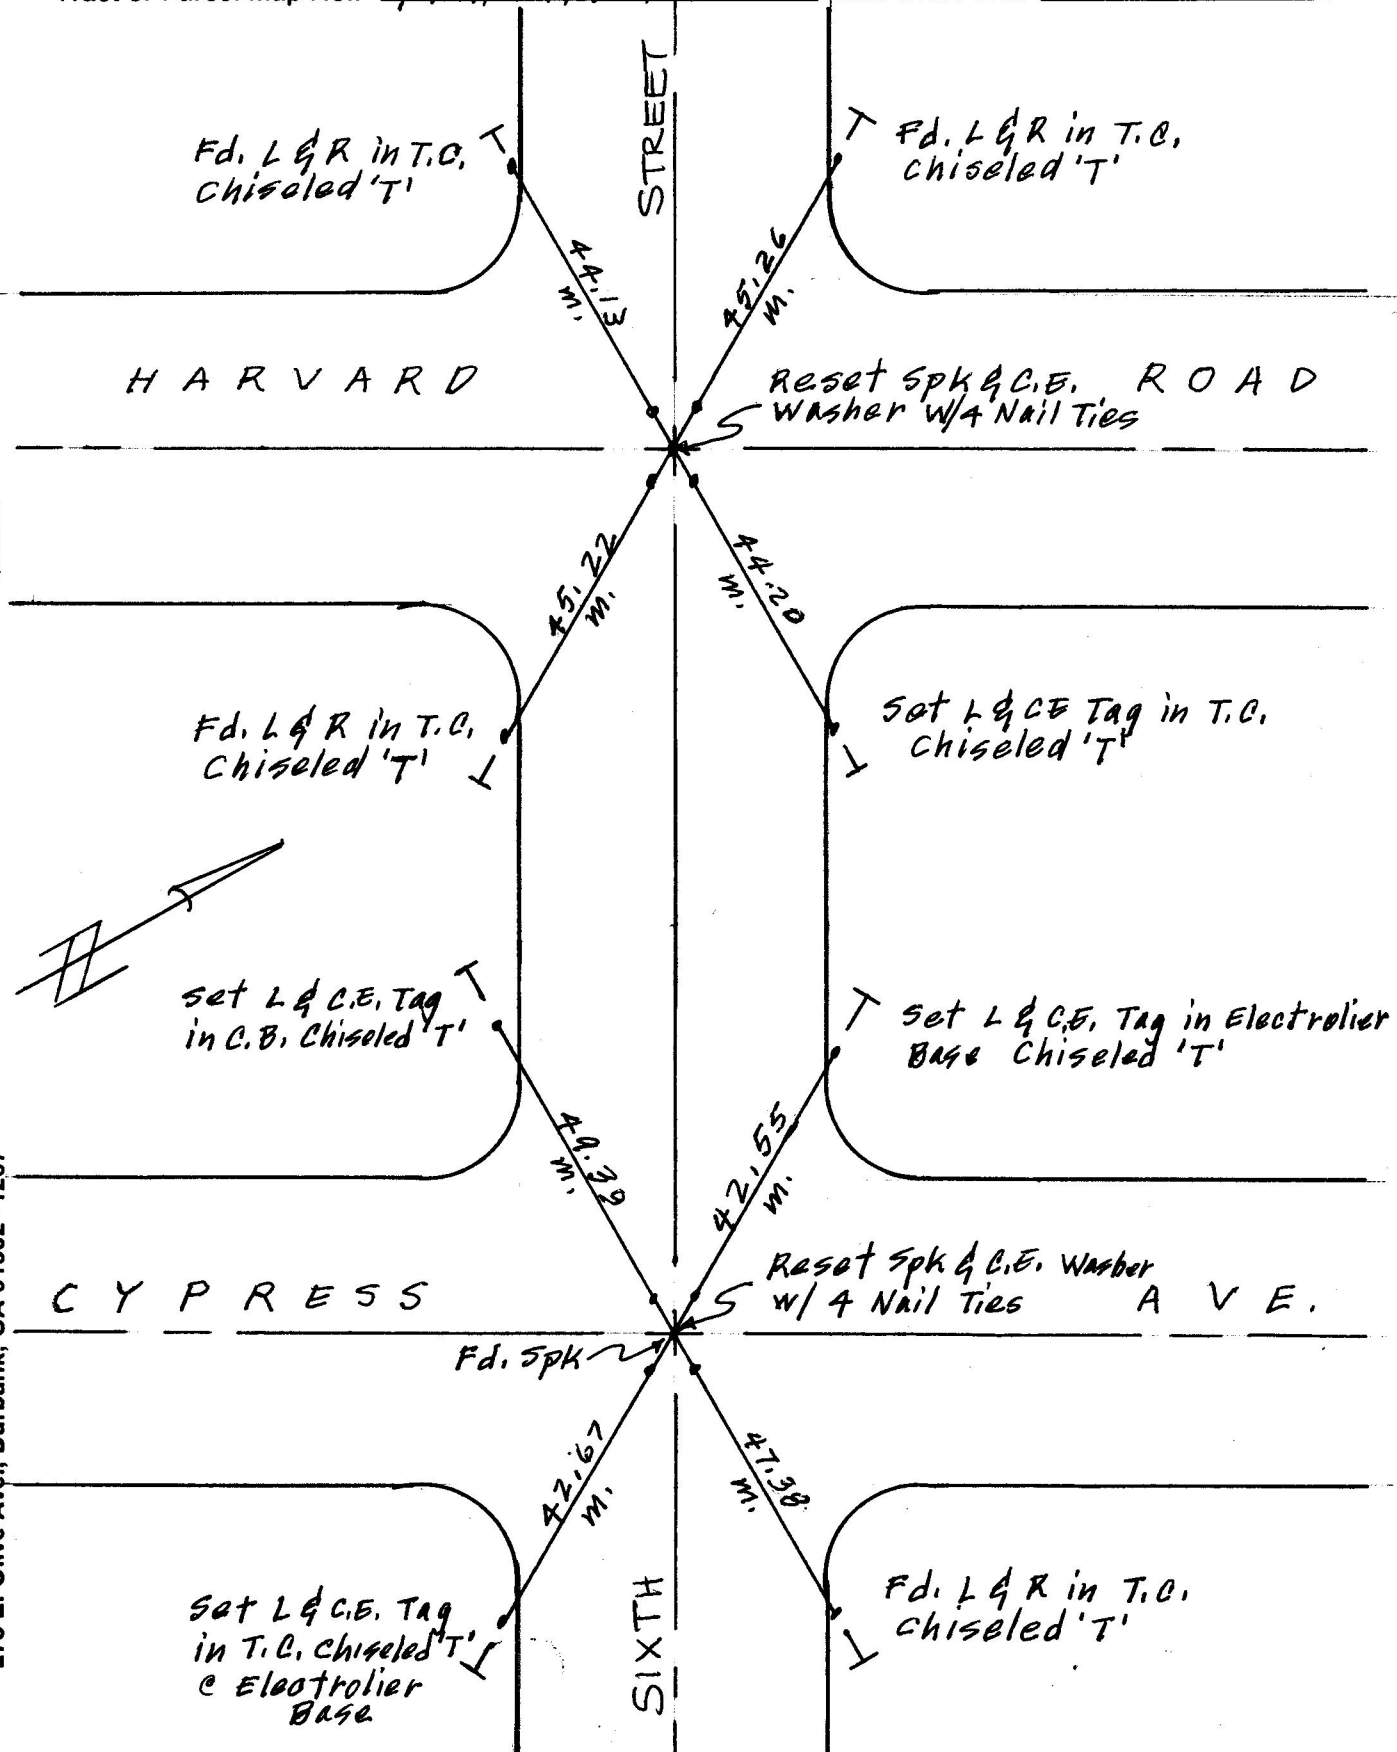 STREET
Fd. L & R in T.C.
Chiseled 'T'
Fd. L & R in T.C.
Chiseled 'T'
44.13
m.
45.26
m.
HARVARD
ROAD
Reset Spk & C.E.
Washer W/4 Nail Ties
45.22
m.
44.20
m.
Fd. L & R in T.C.
Chiseled 'T'
Set L & CE Tag in T.C.
Chiseled 'T'
N
Set L & C.E. Tag
in C.B. Chiseled 'T'
Set L & C.E. Tag in Electrolier
Base Chiseled 'T'
49.39
m.
42.55
m.
CYPRESS
AVE.
Reset Spk & C.E. Washer
w/ 4 Nail Ties
Fd. Spk
42.67
m.
47.38
m.
Set L & C.E. Tag
in T.C. Chiseled 'T'
@ Electrolier
Base
Fd. L & R in T.C.
Chiseled 'T'
SIXTH